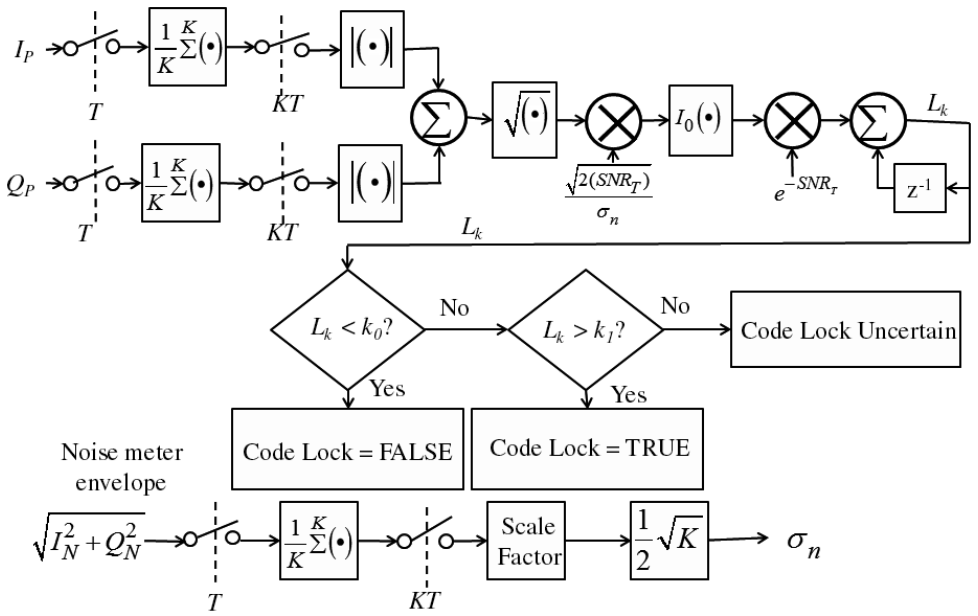 I_P
T
1/K Σ^K(•)
KT
|(•)|
Σ
√(•)
√2(SNR_T)/σ_n
I_0(•)
e^{-SNR_T}
Σ
L_k
z^{-1}
Q_P
T
1/K Σ^K(•)
KT
|(•)|
L_k
L_k < k_0?
No
L_k > k_1?
No
Code Lock Uncertain
Yes
Yes
Code Lock = FALSE
Code Lock = TRUE
Noise meter
envelope
√I_N^2 + Q_N^2
T
1/K Σ^K(•)
KT
Scale
Factor
1/2 √K
σ_n